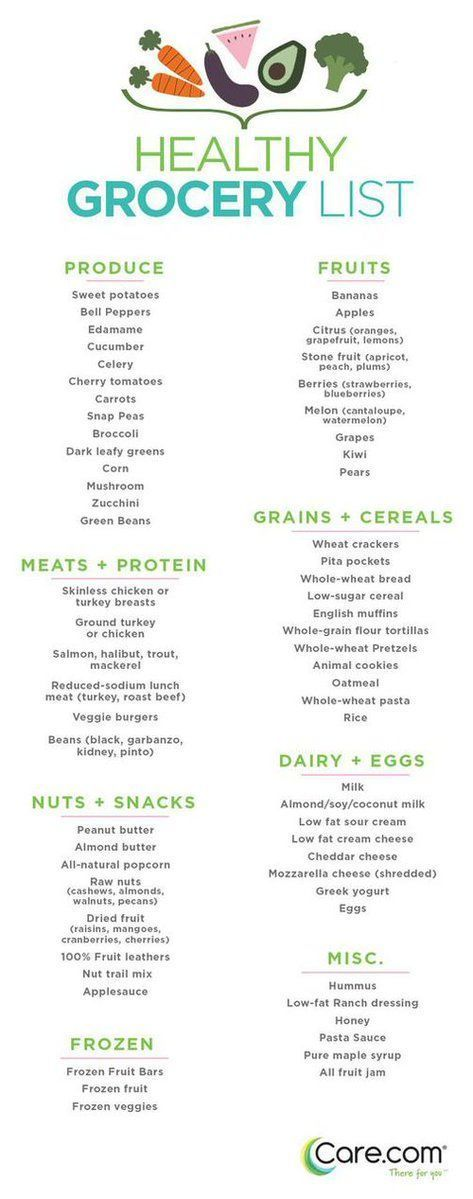 HEALTHY
GROCERY LIST
PRODUCE
Sweet potatoes
Bell Peppers
Edamame
Cucumber
Celery
Cherry tomatoes
Carrots
Snap Peas
Broccoli
Dark leafy greens
Corn
Mushroom
Zucchini
Green Beans
MEATS + PROTEIN
Skinless chicken or
turkey breasts
Ground turkey
or chicken
Salmon, halibut, trout,
mackerel
Reduced-sodium lunch
meat (turkey, roast beef)
Veggie burgers
Beans (black, garbanzo,
kidney, pinto)
NUTS + SNACKS
Peanut butter
Almond butter
All-natural popcorn
Raw nuts
(cashews, almonds,
walnuts, pecans)
Dried fruit
(raisins, mangoes,
cranberries, cherries)
100% Fruit leathers
Nut trail mix
Applesauce
FROZEN
Frozen Fruit Bars
Frozen fruit
Frozen veggies
FRUITS
Bananas
Apples
Citrus (oranges,
grapefruit, lemons)
Stone fruit (apricot,
peach, plums)
Berries (strawberries,
blueberries)
Melon (cantaloupe,
watermelon)
Grapes
Kiwi
Pears
GRAINS + CEREALS
Wheat crackers
Pita pockets
Whole-wheat bread
Low-sugar cereal
English muffins
Whole-grain flour tortillas
Whole-wheat Pretzels
Animal cookies
Oatmeal
Whole-wheat pasta
Rice
DAIRY + EGGS
Milk
Almond/soy/coconut milk
Low fat sour cream
Low fat cream cheese
Cheddar cheese
Mozzarella cheese (shredded)
Greek yogurt
Eggs
MISC.
Hummus
Low-fat Ranch dressing
Honey
Pasta Sauce
Pure maple syrup
All fruit jam
Care.com®
There for you™